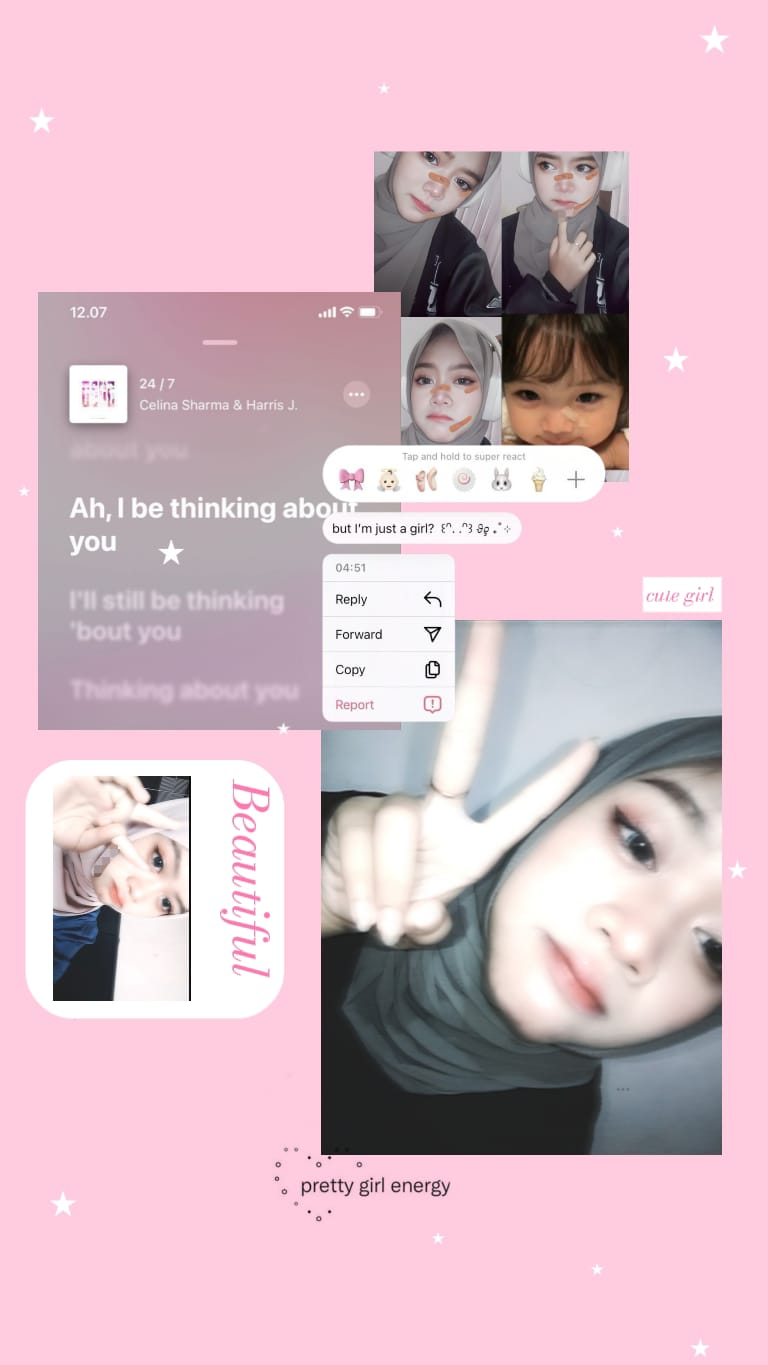 12.07
24 / 7
Celina Sharma & Harris J.
about you
Ah, I be thinking about
you
I'll still be thinking
'bout you
Thinking about you
Tap and hold to super react
but I'm just a girl? ꒰ᐢ. .ᐢ꒱
04:51
Reply
Forward
Copy
Report
cute girl
Beautiful
pretty girl energy